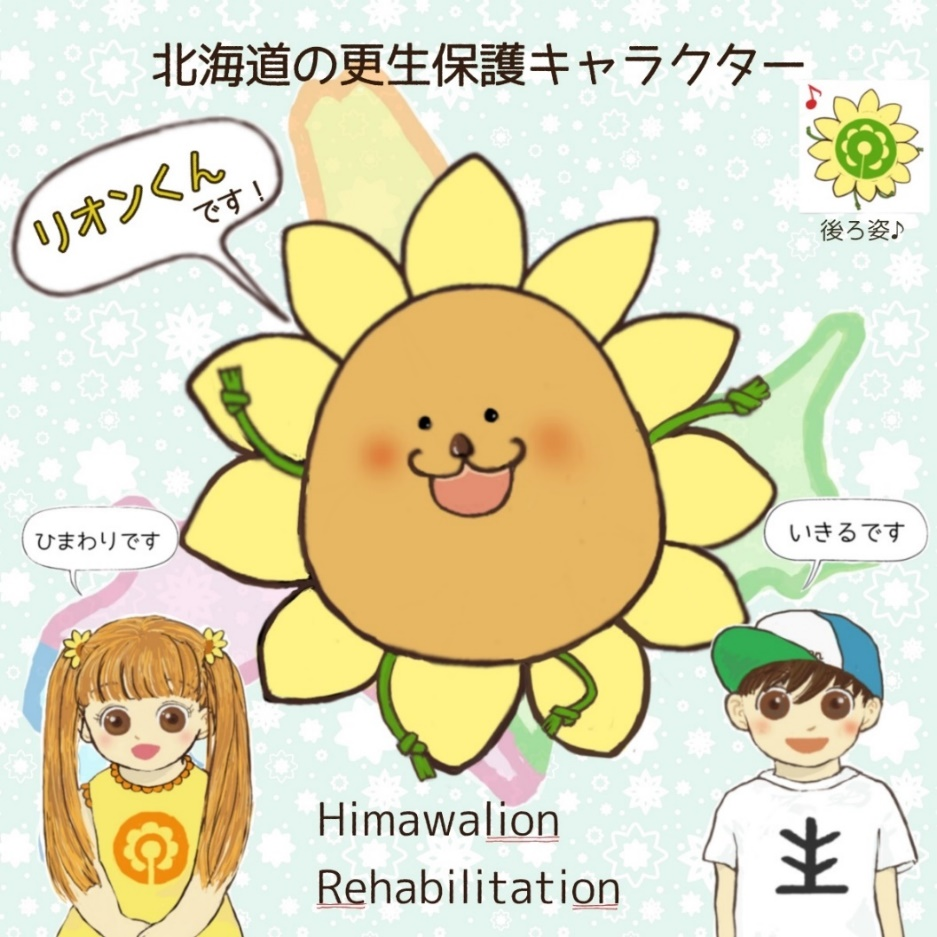 北海道の更生保護キャラクター
リオンくん
です！
♪
後ろ姿♪
ひまわりです
いきるです
生
Himawalion
Rehabilitation